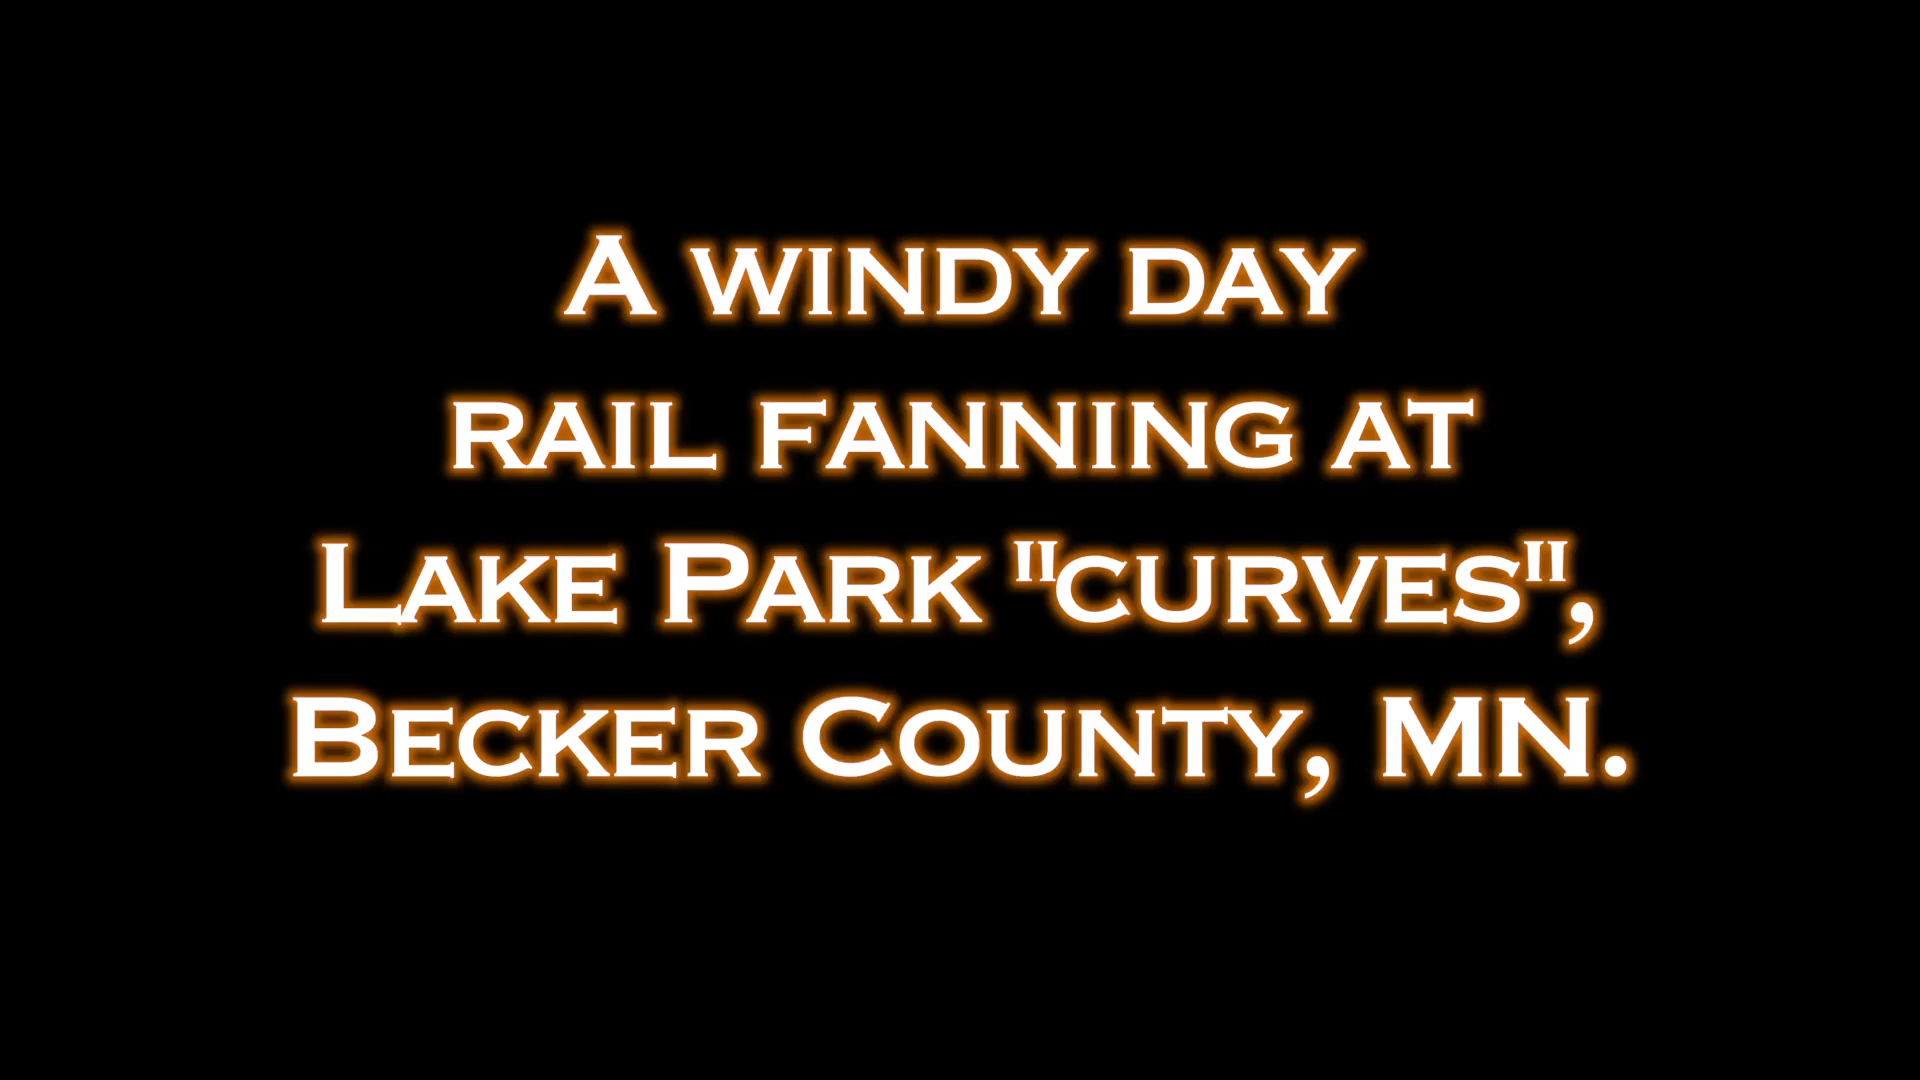 A windy day
rail fanning at
Lake Park "curves",
Becker County, MN.